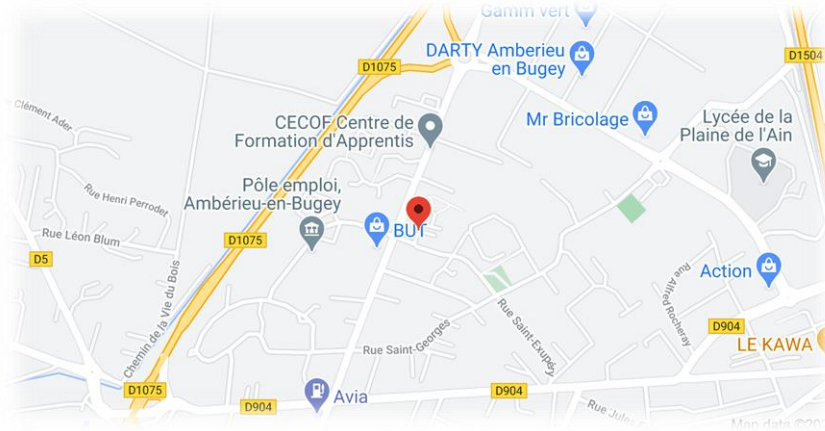 Gamm vert
DARTY Amberieu
en Bugey
D1075
D1504
Clément Ader
CECOF Centre de
Formation d'Apprentis
Mr Bricolage
Lycée de la
Plaine de l'Ain
Rue Henri Perrodet
Pôle emploi,
Ambérieu-en-Bugey
Rue Léon Blum
D1075
BUT
D5
Chemin de la Vie du Bois
Action
Rue Alfred Rocheray
Rue Saint-Exupéry
Rue Saint-Georges
D904
LE KAWA
D1075
Avia
D904
D904
Rue Jules
Map data ©20